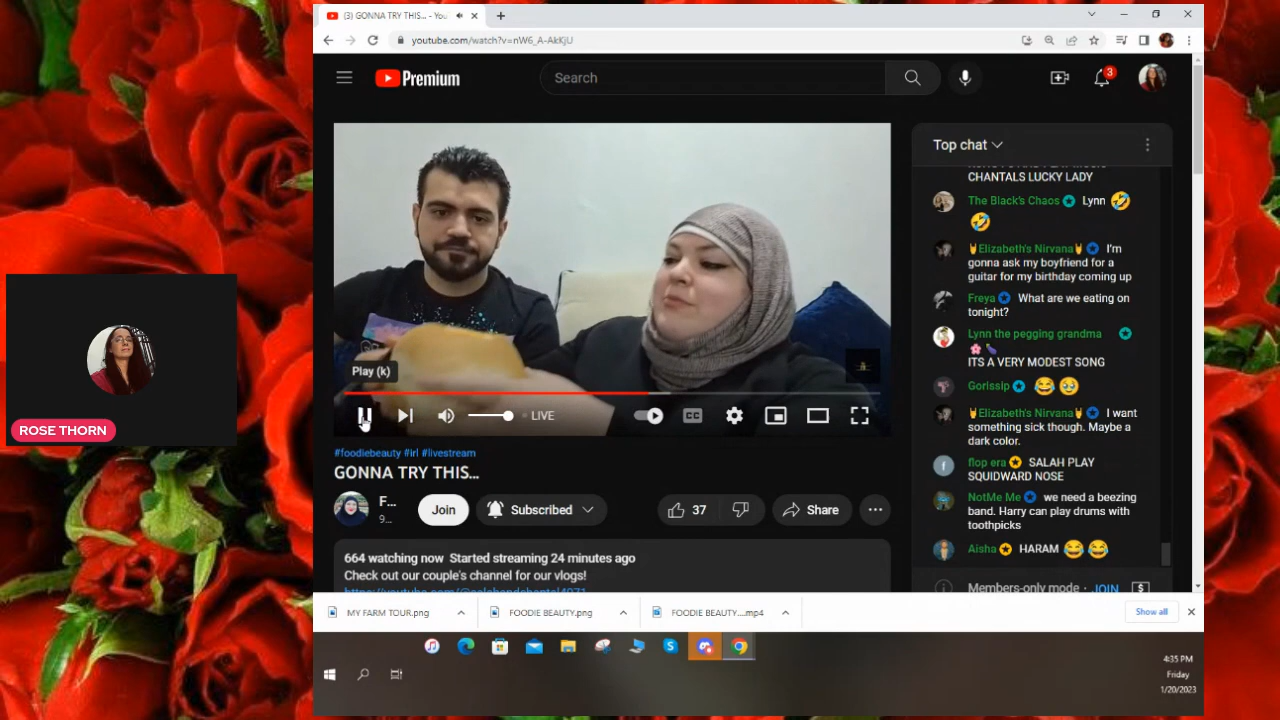 (3) GONNA TRY THIS... - You
youtube.com/watch?v=nW6_A-AkKjU
Premium
Search
3
Top chat
CHANTALS LUCKY LADY
The Black's Chaos Lynn
Elizabeth's Nirvana I'm
gonna ask my boyfriend for a
guitar for my birthday coming up
Freya What are we eating on
tonight?
Lynn the pegging grandma
ITS A VERY MODEST SONG
Gorissip
Elizabeth's Nirvana I want
something sick though. Maybe a
dark color.
flop era SALAH PLAY
SQUIDWARD NOSE
NotMe Me we need a beezing
band. Harry can play drums with
toothpicks
Aisha HARAM
Members-only mode · JOIN
Play (k)
LIVE
CC
#foodiebeauty #irl #livestream
GONNA TRY THIS...
F...
9...
Join
Subscribed
37
Share
664 watching now Started streaming 24 minutes ago
Check out our couple's channel for our vlogs!
ROSE THORN
MY FARM TOUR.png
FOODIE BEAUTY.png
FOODIE BEAUTY....mp4
Show all
4:35 PM
Friday
1/20/2023